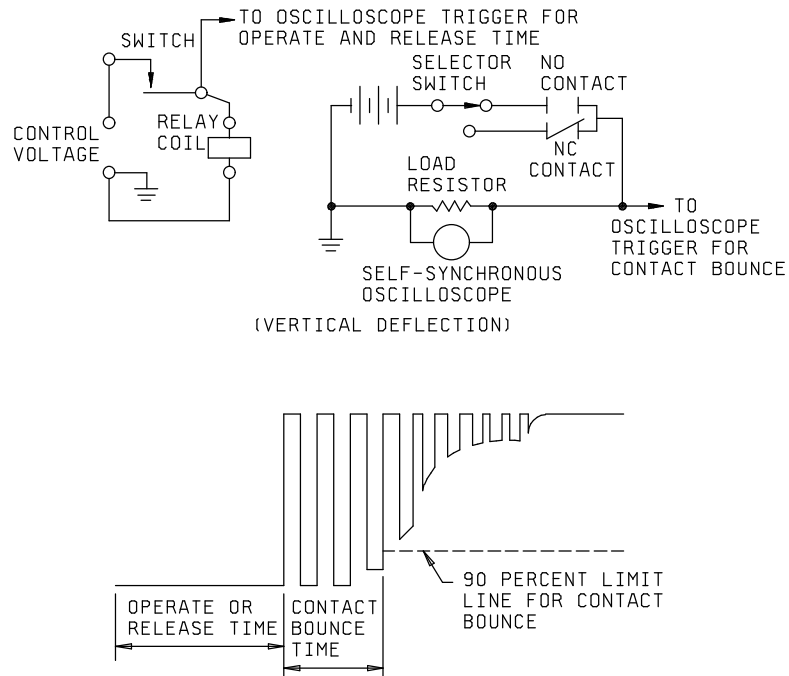 TO OSCILLOSCOPE TRIGGER FOR
OPERATE AND RELEASE TIME
SWITCH
SELECTOR
SWITCH
NO
CONTACT
CONTROL
VOLTAGE
RELAY
COIL
NC
CONTACT
LOAD
RESISTOR
TO
OSCILLOSCOPE
TRIGGER FOR
CONTACT BOUNCE
SELF-SYNCHRONOUS
OSCILLOSCOPE
(VERTICAL DEFLECTION)
90 PERCENT LIMIT
LINE FOR CONTACT
BOUNCE
OPERATE OR
RELEASE TIME
CONTACT
BOUNCE
TIME